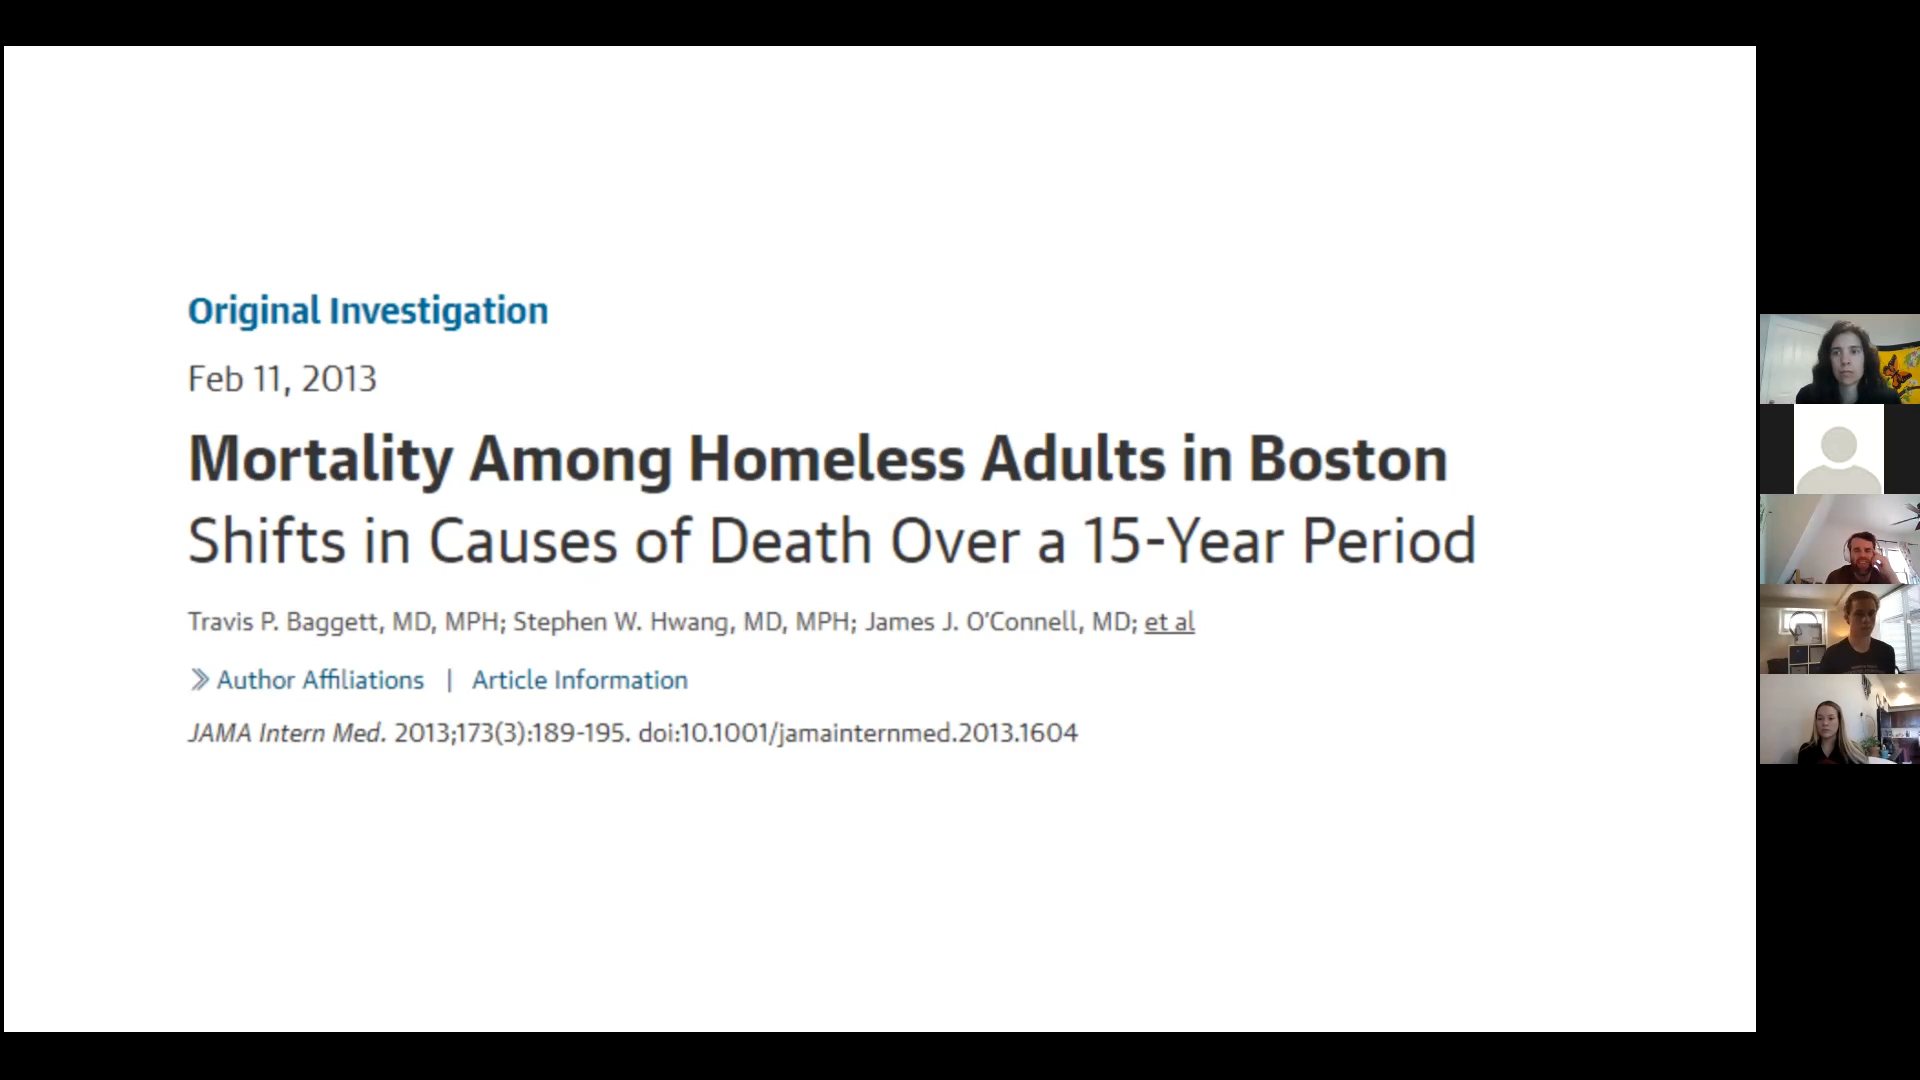 Original Investigation
Feb 11, 2013
Mortality Among Homeless Adults in Boston
Shifts in Causes of Death Over a 15-Year Period
Travis P. Baggett, MD, MPH; Stephen W. Hwang, MD, MPH; James J. O’Connell, MD; et al
Author Affiliations | Article Information
JAMA Intern Med. 2013;173(3):189-195. doi:10.1001/jamainternmed.2013.1604